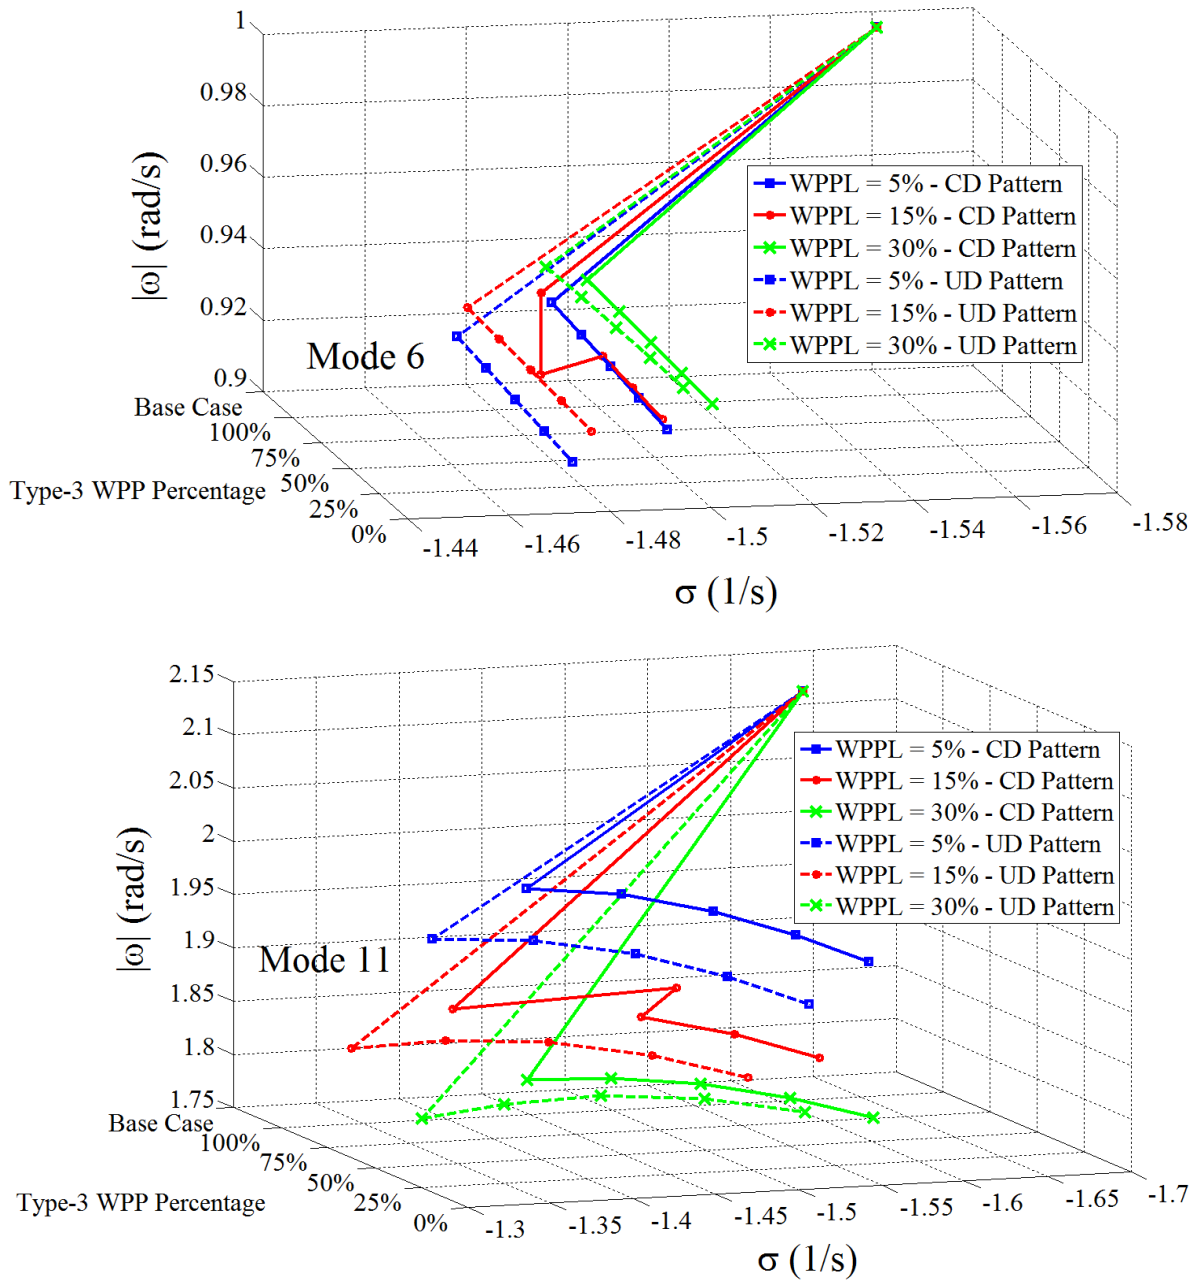 1
0.98
0.96
0.94
0.92
0.9
|ω| (rad/s)
Mode 6
WPPL = 5% - CD Pattern
WPPL = 15% - CD Pattern
WPPL = 30% - CD Pattern
WPPL = 5% - UD Pattern
WPPL = 15% - UD Pattern
WPPL = 30% - UD Pattern
Base Case
100%
75%
50%
25%
0%
Type-3 WPP Percentage
-1.44
-1.46
-1.48
-1.5
-1.52
-1.54
-1.56
-1.58
σ (1/s)
2.15
2.1
2.05
2
1.95
1.9
1.85
1.8
1.75
|ω| (rad/s)
Mode 11
WPPL = 5% - CD Pattern
WPPL = 15% - CD Pattern
WPPL = 30% - CD Pattern
WPPL = 5% - UD Pattern
WPPL = 15% - UD Pattern
WPPL = 30% - UD Pattern
Base Case
100%
75%
50%
25%
0%
Type-3 WPP Percentage
-1.3
-1.35
-1.4
-1.45
-1.5
-1.55
-1.6
-1.65
-1.7
σ (1/s)